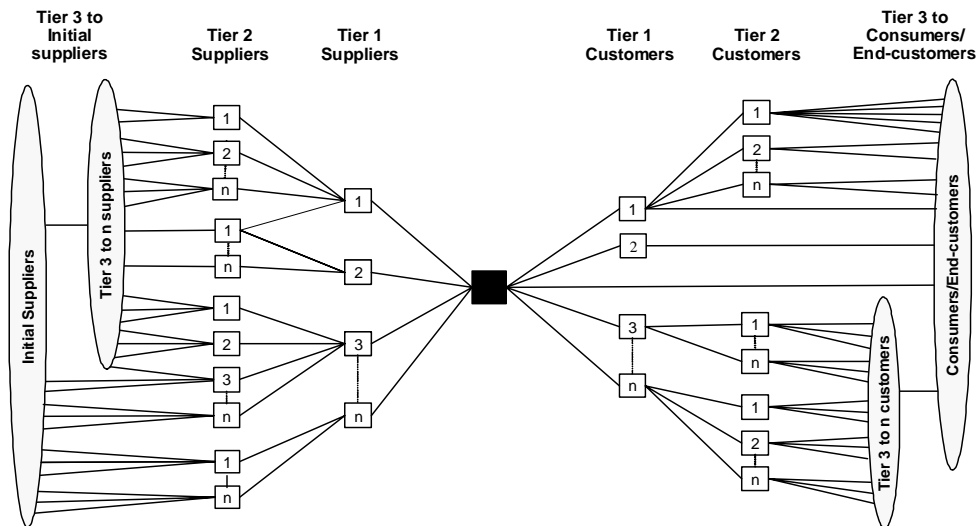 Tier 3 to
Initial
suppliers
Tier 2
Suppliers
Tier 1
Suppliers
Tier 1
Customers
Tier 2
Customers
Tier 3 to
Consumers/
End-customers
Initial Suppliers
Tier 3 to n suppliers
1
2
n
1
n
1
2
3
n
1
n
1
2
3
n
1
2
3
n
1
2
n
1
n
1
2
n
Tier 3 to n customers
Consumers/End-customers